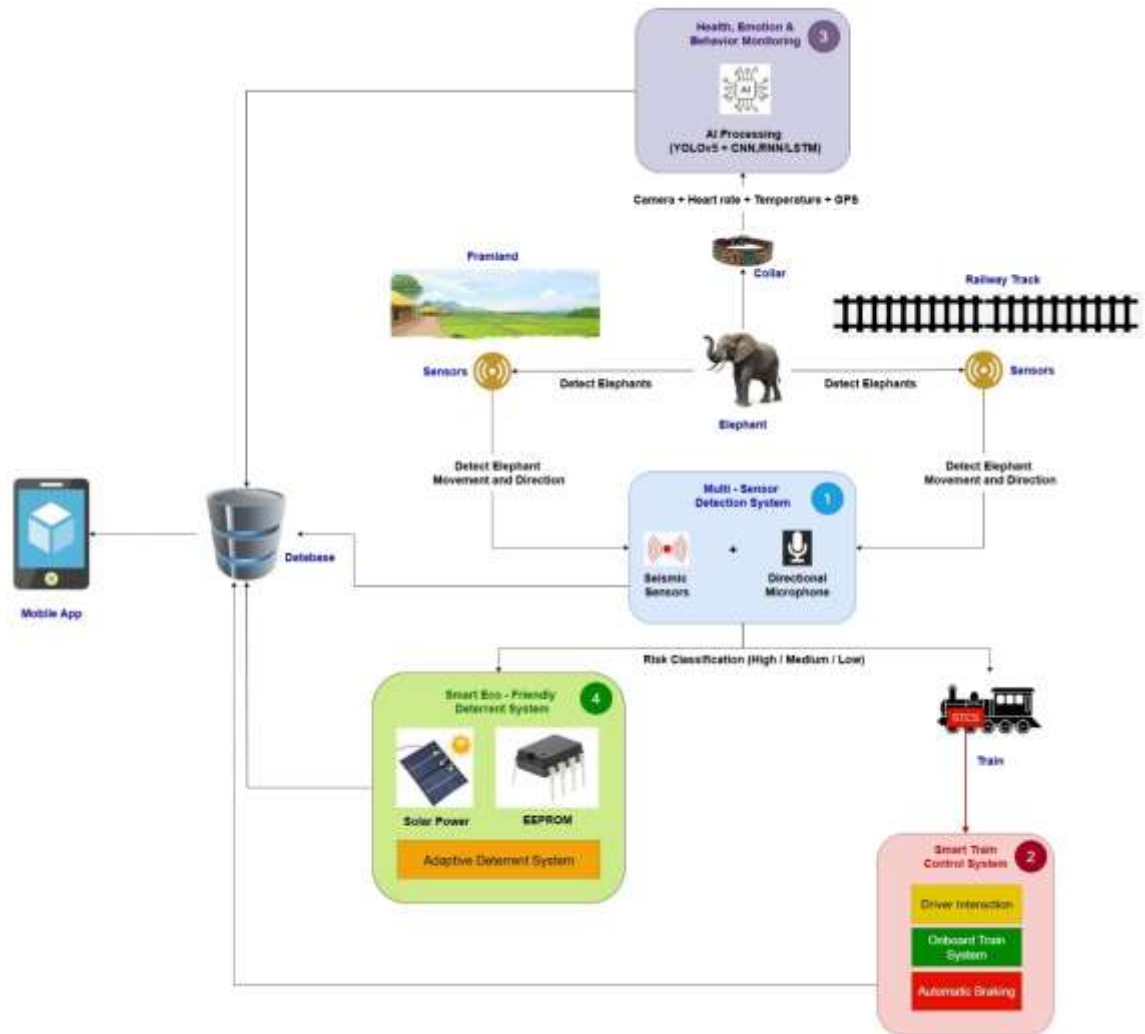 Health, Emotion &
Behavior Monitoring
3
AI
AI Processing
(YOLOv5 + CNN,RNN/LSTM)
Camera + Heart rate + Temperature + GPS
Collar
Framland
Railway Track
Sensors
Detect Elephants
Detect Elephants
Sensors
Elephant
Detect Elephant
Movement and Direction
Detect Elephant
Movement and Direction
Multi - Sensor
Detection System
1
+
Seismic
Sensors
Directional
Microphone
Database
Mobile App
Risk Classification (High / Medium / Low)
Smart Eco - Friendly
Deterrent System
4
Solar Power
EEPROM
Adaptive Deterrent System
STCS
Train
Smart Train
Control System
2
Driver Interaction
Onboard Train
System
Automatic Braking